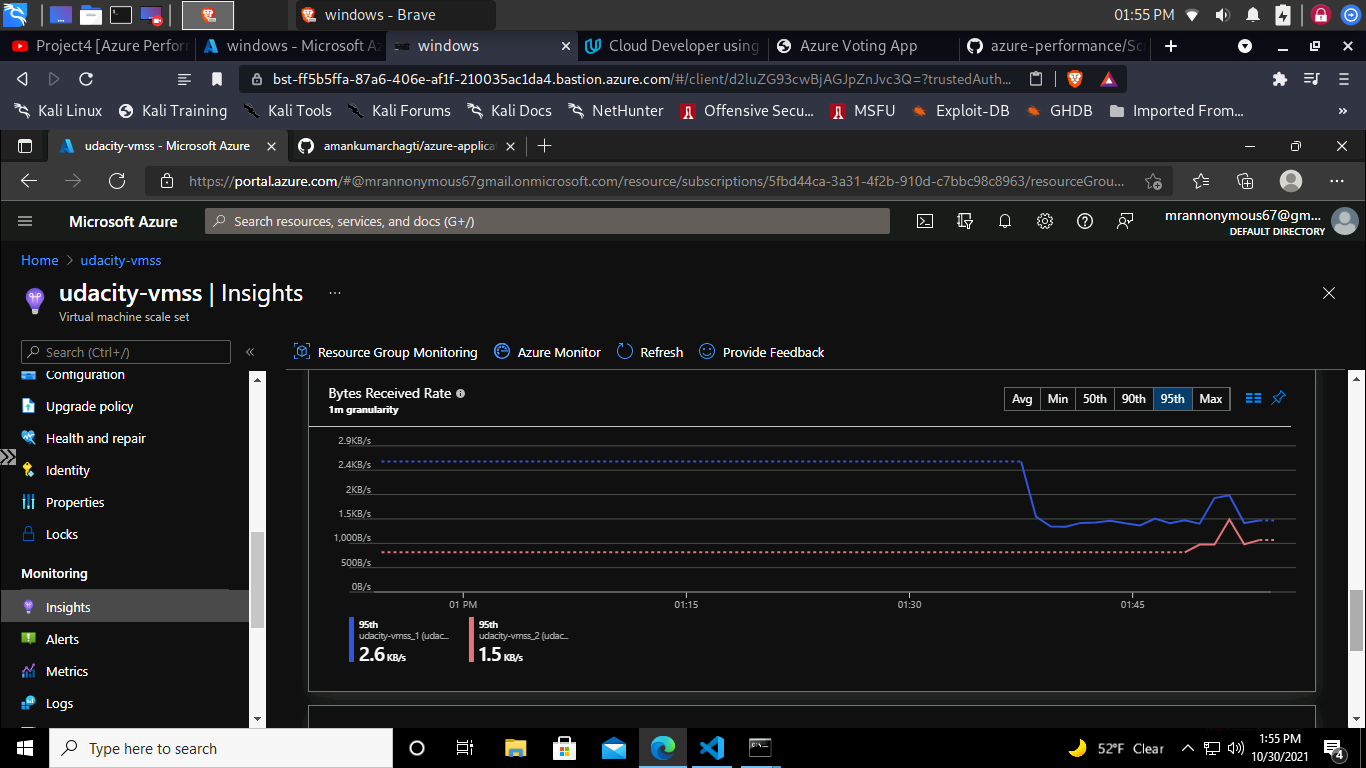 windows - Brave
01:55 PM
Project4 [Azure Perforr
windows - Microsoft Az
windows
Cloud Developer using
Azure Voting App
azure-performance/Scr
bst-ff5b5ffa-87a6-406e-af1f-210035ac1da4.bastion.azure.com/#/client/d2luZG93cwBjAGJpZnJvc3Q=?trustedAuth...
Kali Linux
Kali Training
Kali Tools
Kali Forums
Kali Docs
NetHunter
Offensive Secu...
MSFU
Exploit-DB
GHDB
Imported From...
udacity-vmss - Microsoft Azure
amankumarchagti/azure-applicat
https://portal.azure.com/#@mrannonymous67gmail.onmicrosoft.com/resource/subscriptions/5fbd44ca-3a31-4f2b-910d-c7bbc98c8963/resourceGrou...
Microsoft Azure
Search resources, services, and docs (G+/)
mrannonymous67@gm...
DEFAULT DIRECTORY
Home
udacity-vmss
udacity-vmss | Insights
...
Virtual machine scale set
Search (Ctrl+/)
Resource Group Monitoring
Azure Monitor
Refresh
Provide Feedback
Configuration
Upgrade policy
Health and repair
Identity
Properties
Locks
Monitoring
Insights
Alerts
Metrics
Logs
Bytes Received Rate
1m granularity
Avg
Min
50th
90th
95th
Max
2.9KB/s
2.4KB/s
2KB/s
1.5KB/s
1,000B/s
500B/s
0B/s
01 PM
01:15
01:30
01:45
95th
udacity-vmss_1 (udac...
2.6 KB/s
95th
udacity-vmss_2 (udac...
1.5 KB/s
Type here to search
52°F Clear
1:55 PM
10/30/2021
4